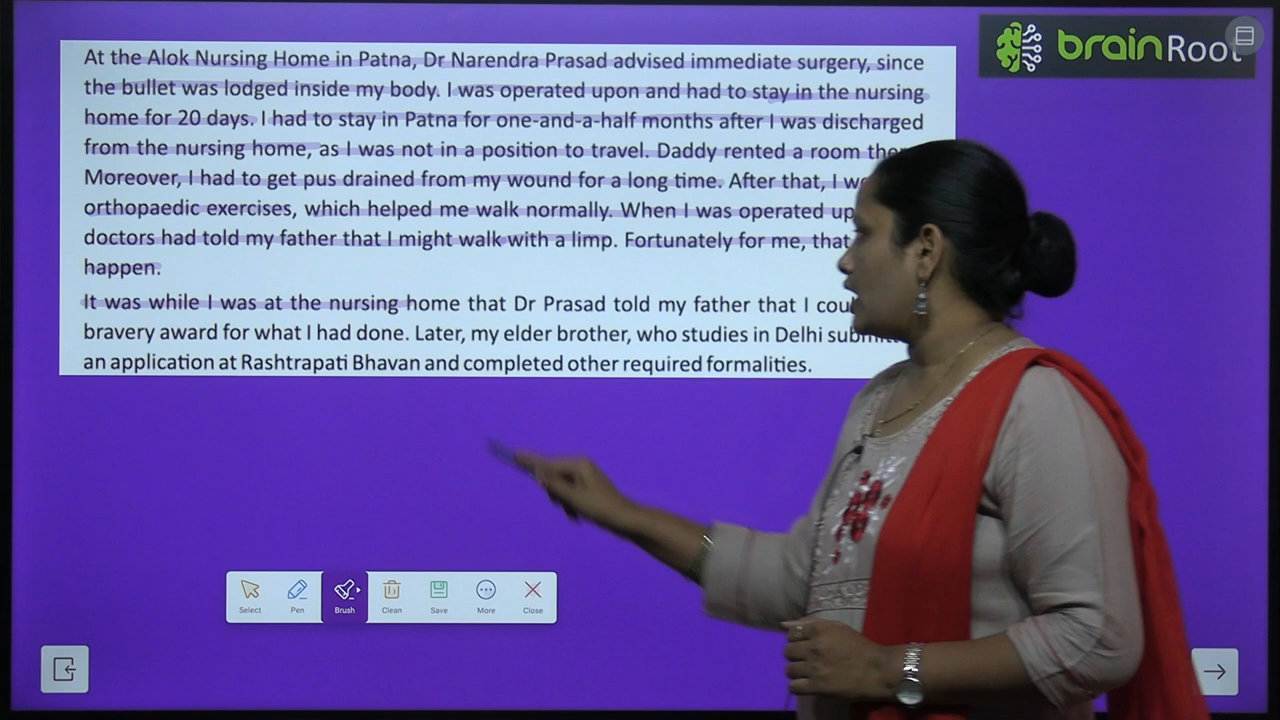 At the Alok Nursing Home in Patna, Dr Narendra Prasad advised immediate surgery, since
the bullet was lodged inside my body. I was operated upon and had to stay in the nursing
home for 20 days. I had to stay in Patna for one-and-a-half months after I was discharged
from the nursing home, as I was not in a position to travel. Daddy rented a room
Moreover, I had to get pus drained from my wound for a long time. After that, I
orthopaedic exercises, which helped me walk normally. When I was operated
doctors had told my father that I might walk with a limp. Fortunately for me, that
happen.
It was while I was at the nursing home that Dr Prasad told my father that I
bravery award for what I had done. Later, my elder brother, who studies in Delhi
an application at Rashtrapati Bhavan and completed other required formalities.
brainRoot
Select Pen Brush Clean Save More Close